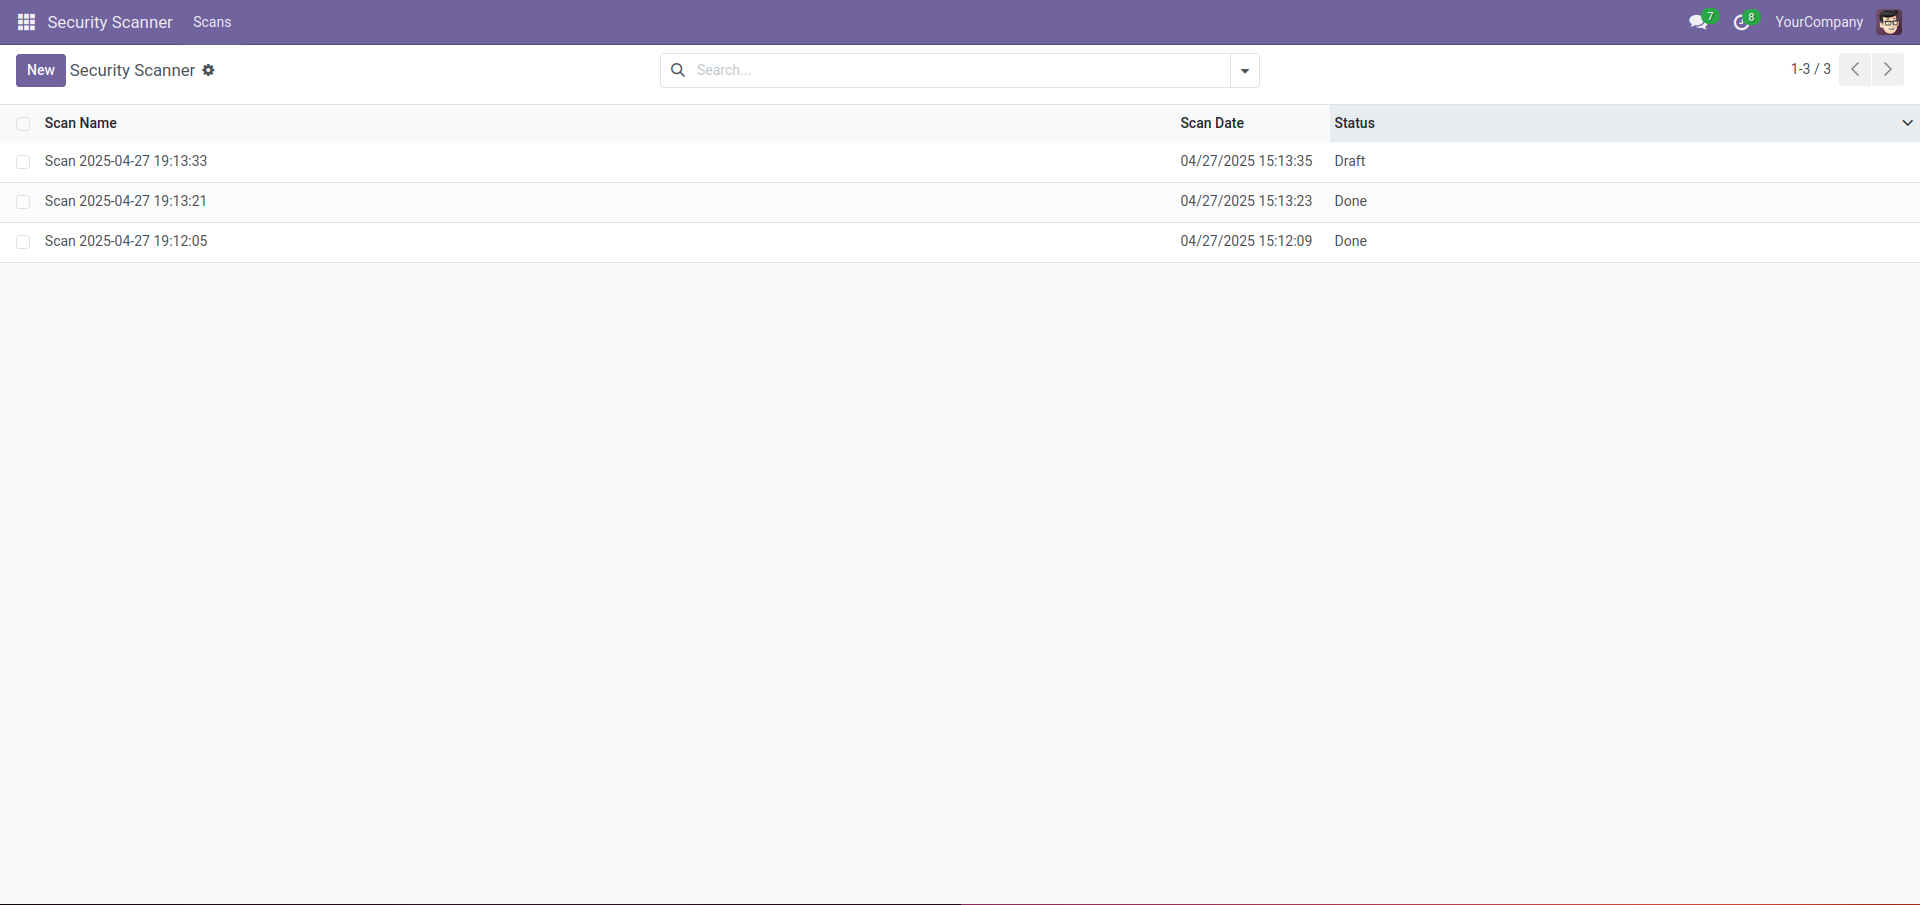 Security Scanner Scans 7 8 YourCompany
New Security Scanner Search... 1-3 / 3
Scan Name Scan Date Status
Scan 2025-04-27 19:13:33 04/27/2025 15:13:35 Draft
Scan 2025-04-27 19:13:21 04/27/2025 15:13:23 Done
Scan 2025-04-27 19:12:05 04/27/2025 15:12:09 Done